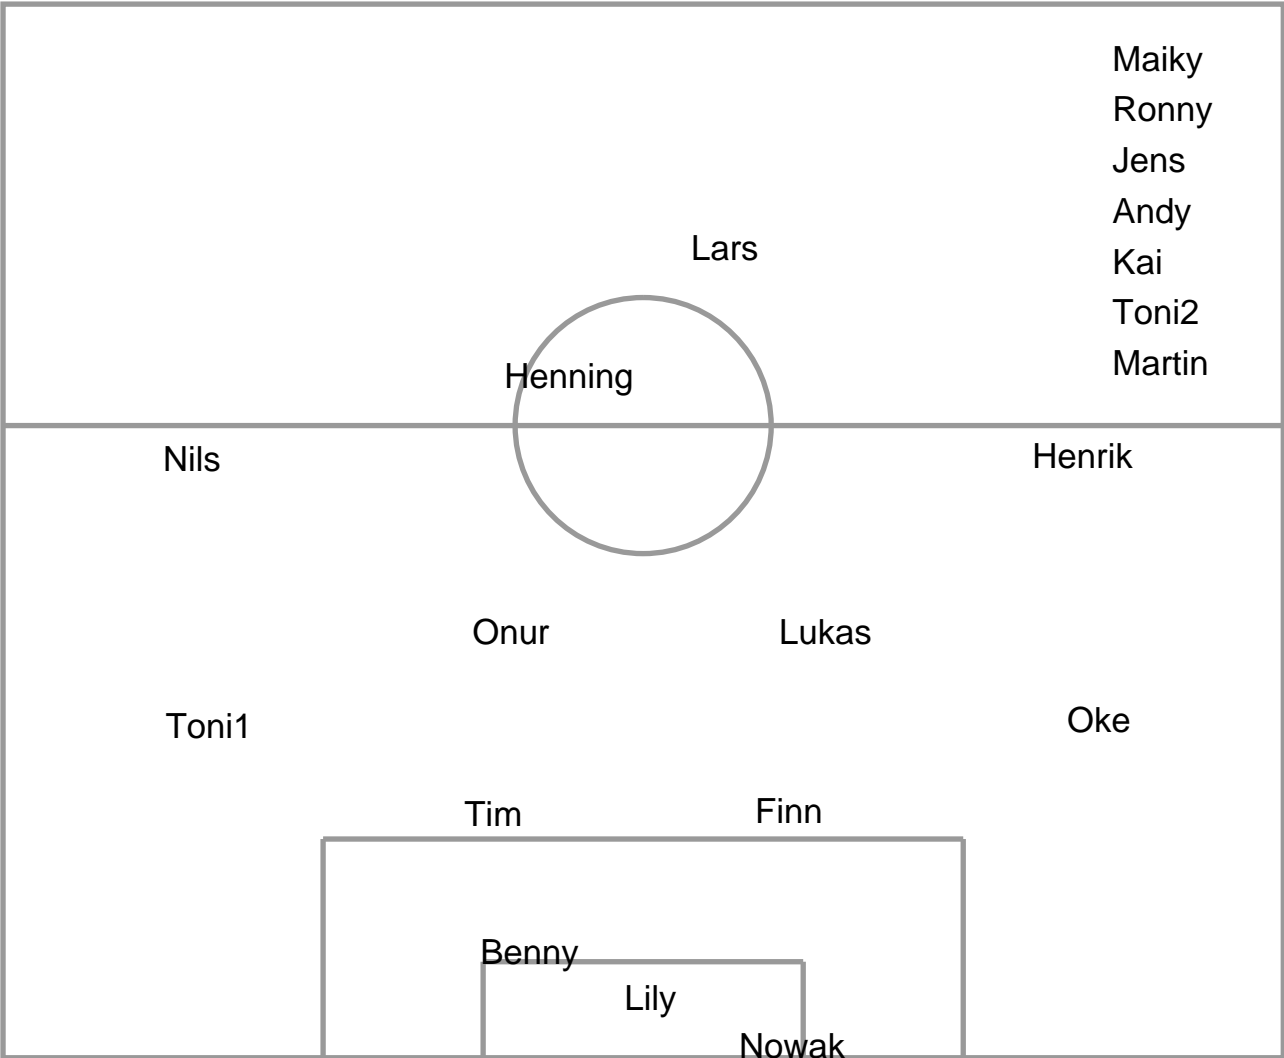 Maiky
Ronny
Jens
Andy
Lars
Kai
Toni2
Martin
Henning
Nils
Henrik
Onur
Lukas
Toni1
Oke
Tim
Finn
Benny
Lily
Nowak